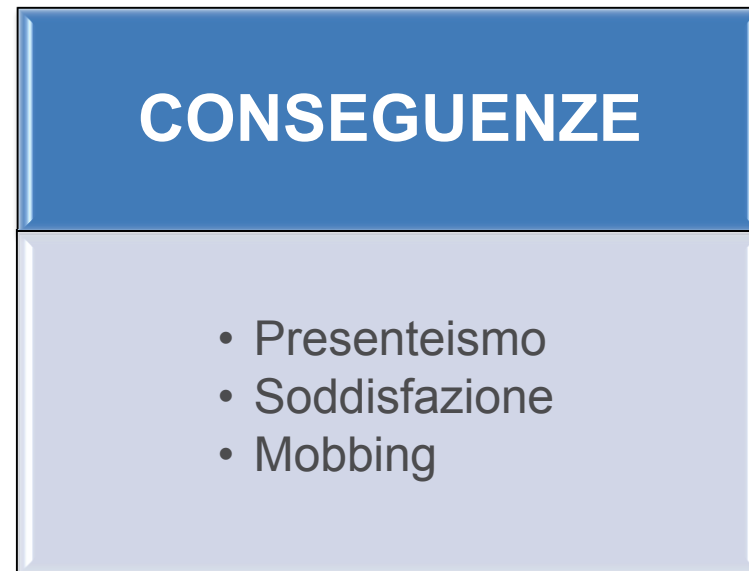 CONSEGUENZE
• Presenteismo
• Soddisfazione
• Mobbing